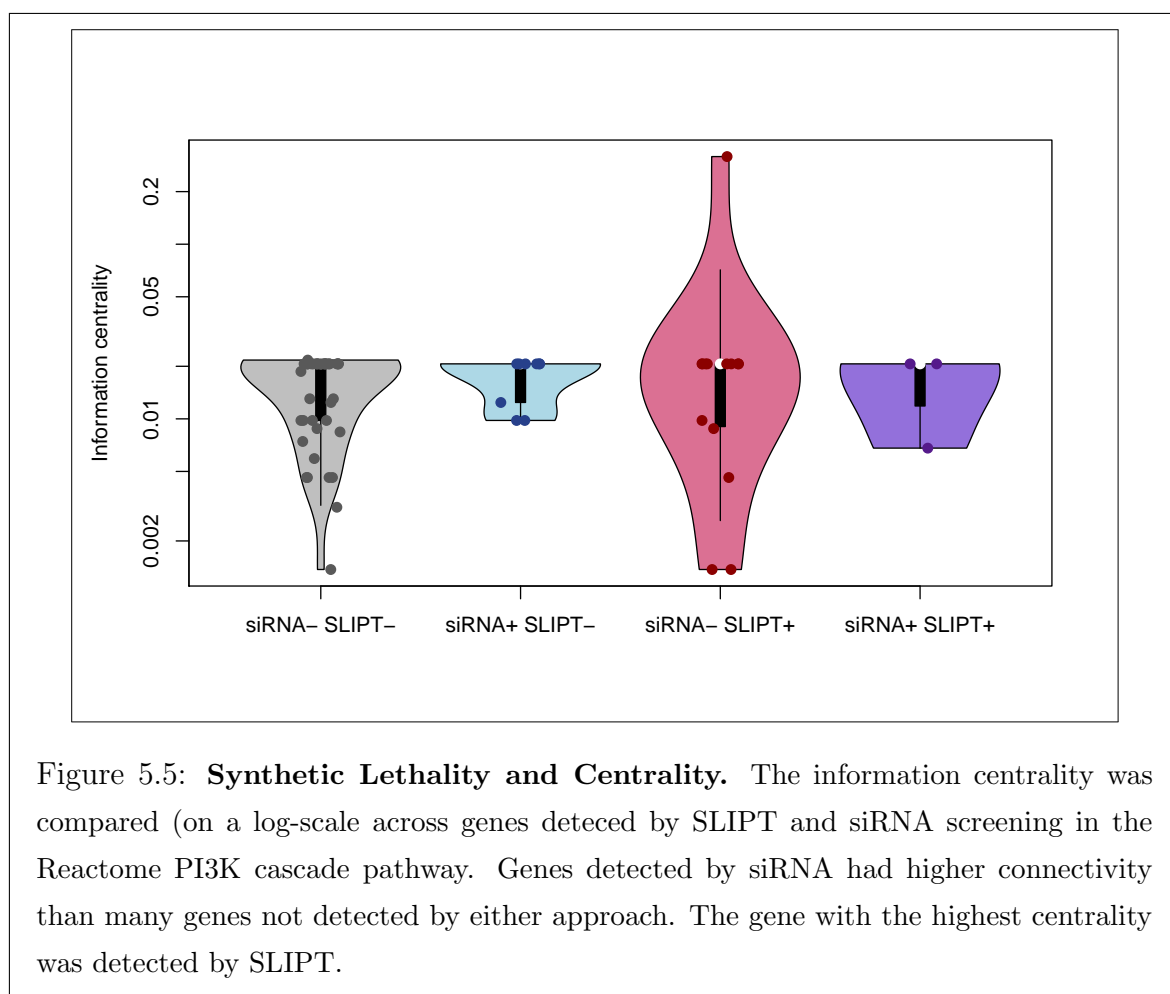 Information centrality
0.2
0.05
0.01
0.002
siRNA− SLIPT−
siRNA+ SLIPT−
siRNA− SLIPT+
siRNA+ SLIPT+
Figure 5.5: Synthetic Lethality and Centrality. The information centrality was
compared (on a log-scale across genes deteced by SLIPT and siRNA screening in the
Reactome PI3K cascade pathway. Genes detected by siRNA had higher connectivity
than many genes not detected by either approach. The gene with the highest centrality
was detected by SLIPT.